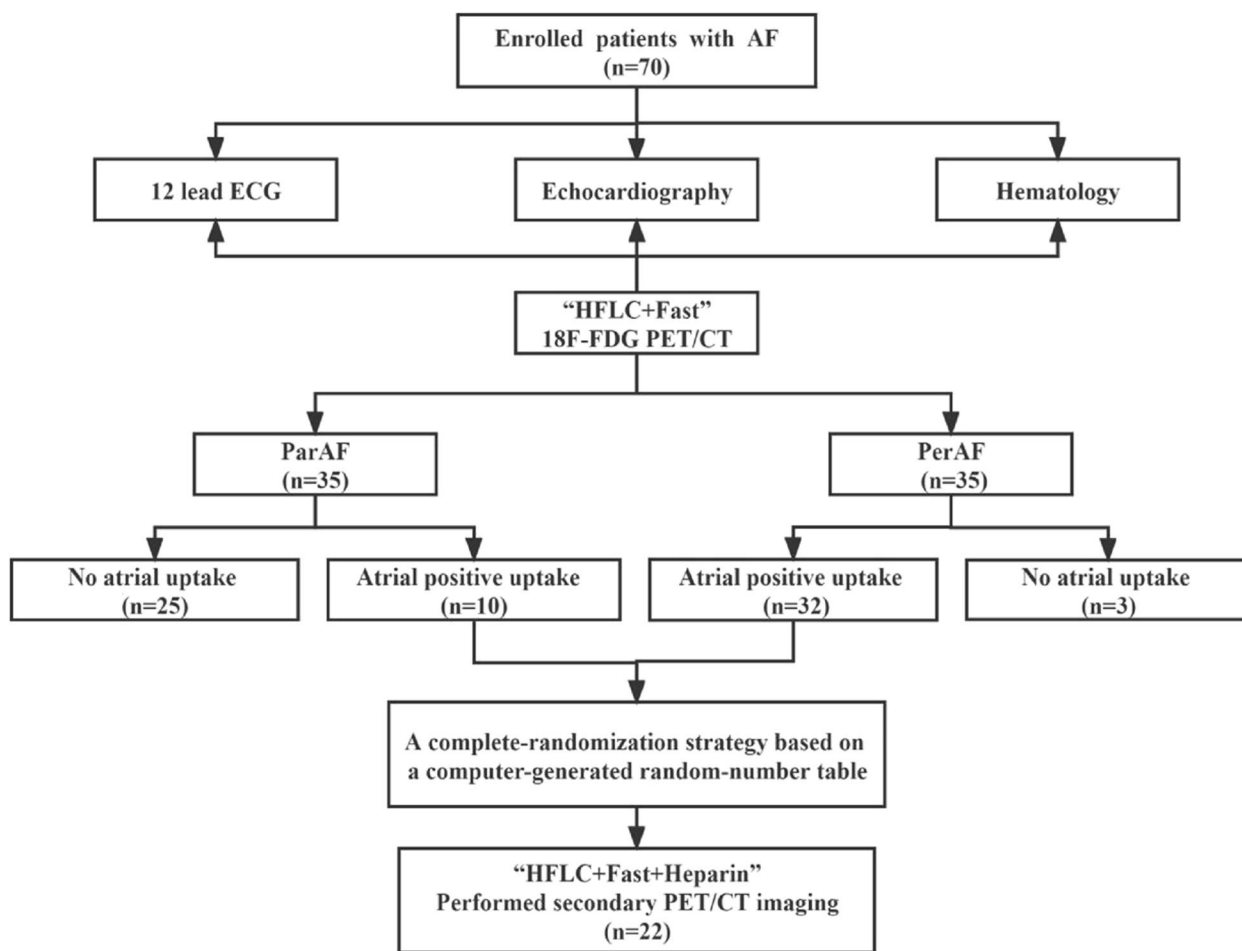 Enrolled patients with AF
(n=70)
12 lead ECG
Echocardiography
Hematology
“HFLC+Fast”
18F-FDG PET/CT
ParAF
(n=35)
PerAF
(n=35)
No atrial uptake
(n=25)
Atrial positive uptake
(n=10)
Atrial positive uptake
(n=32)
No atrial uptake
(n=3)
A complete-randomization strategy based on
a computer-generated random-number table
“HFLC+Fast+Heparin”
Performed secondary PET/CT imaging
(n=22)